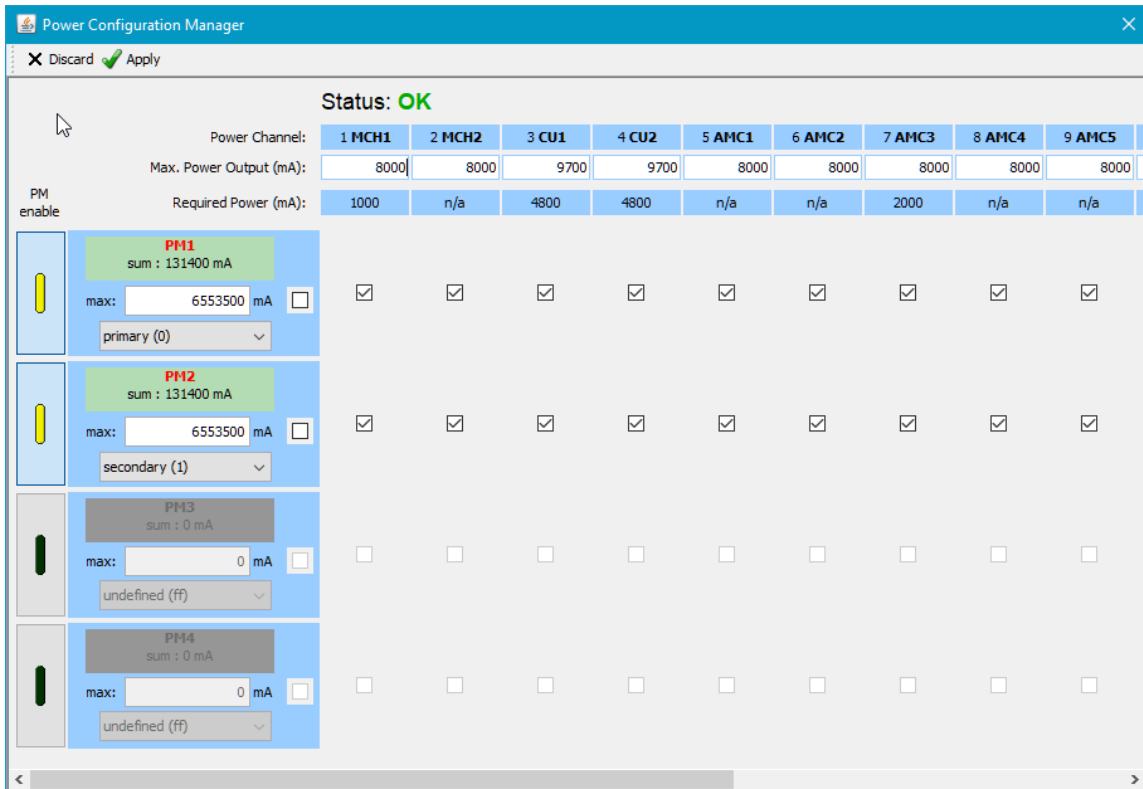 Power Configuration Manager
Discard Apply
Status: OK
Power Channel: 1 MCH1 2 MCH2 3 CU1 4 CU2 5 AMC1 6 AMC2 7 AMC3 8 AMC4 9 AMC5
Max. Power Output (mA): 8000 8000 9700 9700 8000 8000 8000 8000 8000
PM enable
Required Power (mA): 1000 n/a 4800 4800 n/a n/a 2000 n/a n/a
PM1
sum : 131400 mA
max: 6553500 mA
primary (0)
PM2
sum : 131400 mA
max: 6553500 mA
secondary (1)
PM3
sum : 0 mA
max: 0 mA
undefined (ff)
PM4
sum : 0 mA
max: 0 mA
undefined (ff)